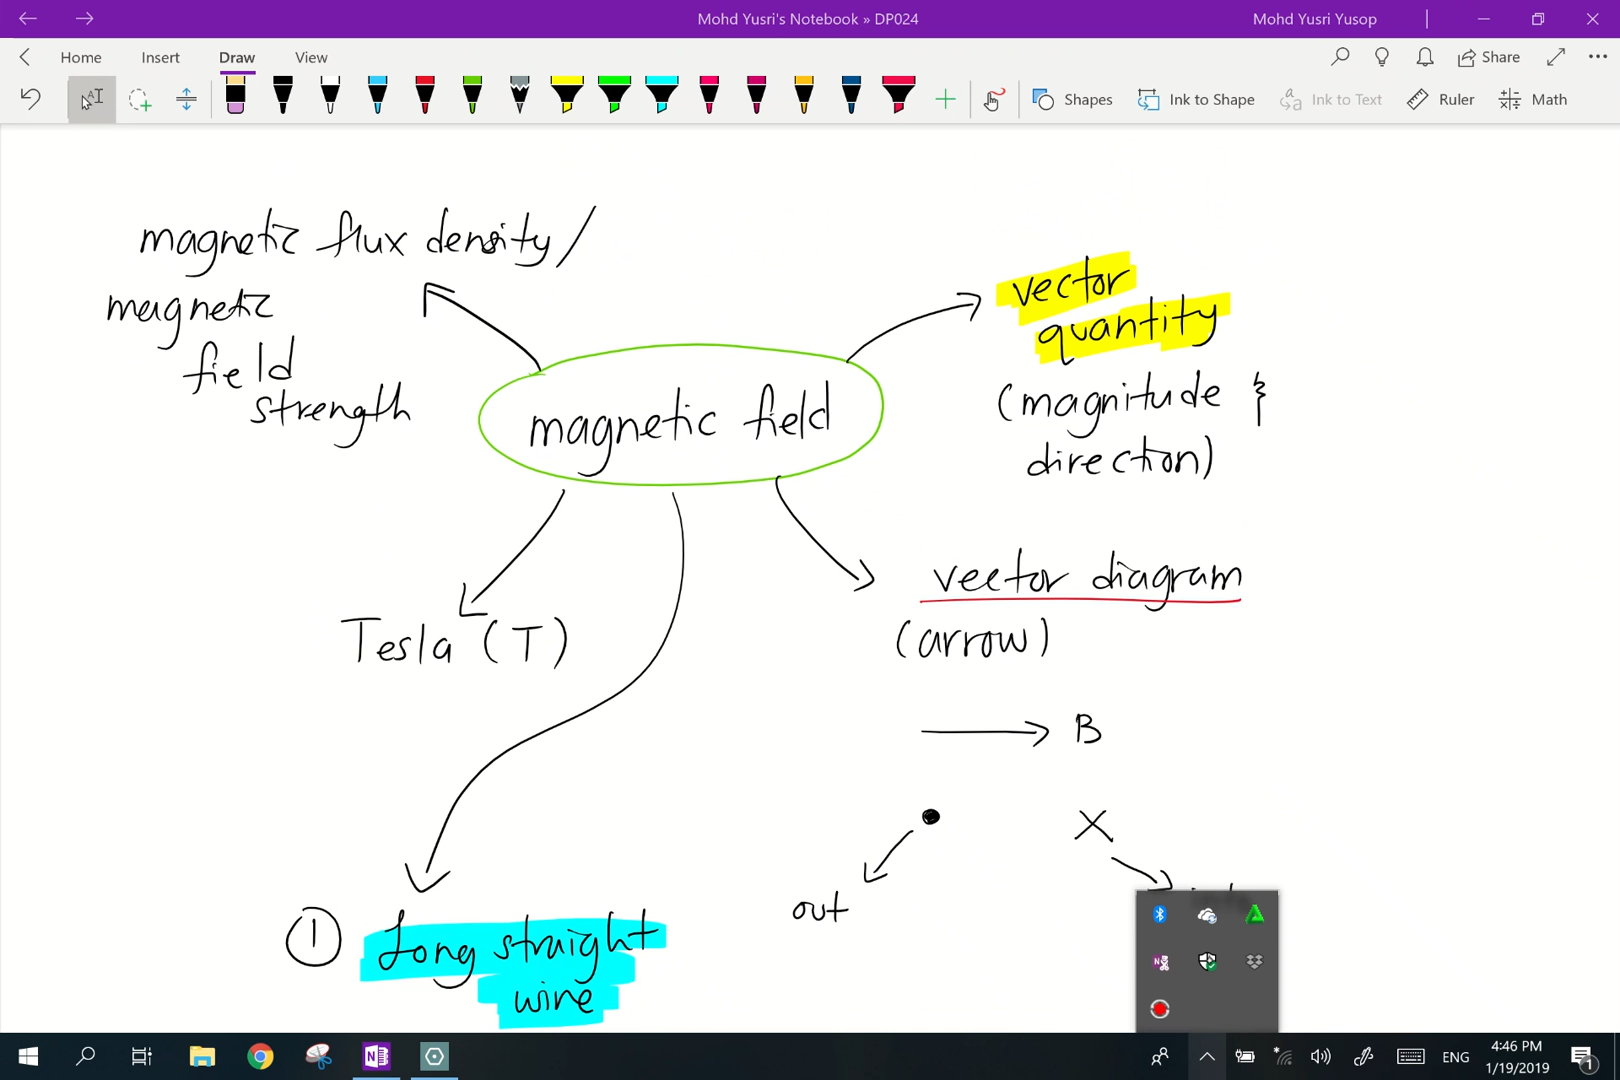 Mohd Yusri's Notebook » DP024
Mohd Yusri Yusop
Home Insert Draw View
Share
Shapes Ink to Shape Ink to Text Ruler Math
magnetic flux density /
magnetic
field
strength
vector
quantity
(magnitude &
direction)
magnetic field
Tesla (T)
vector diagram
(arrow)
B
X
out
1 Long straight
wire
ENG
4:46 PM
1/19/2019
1